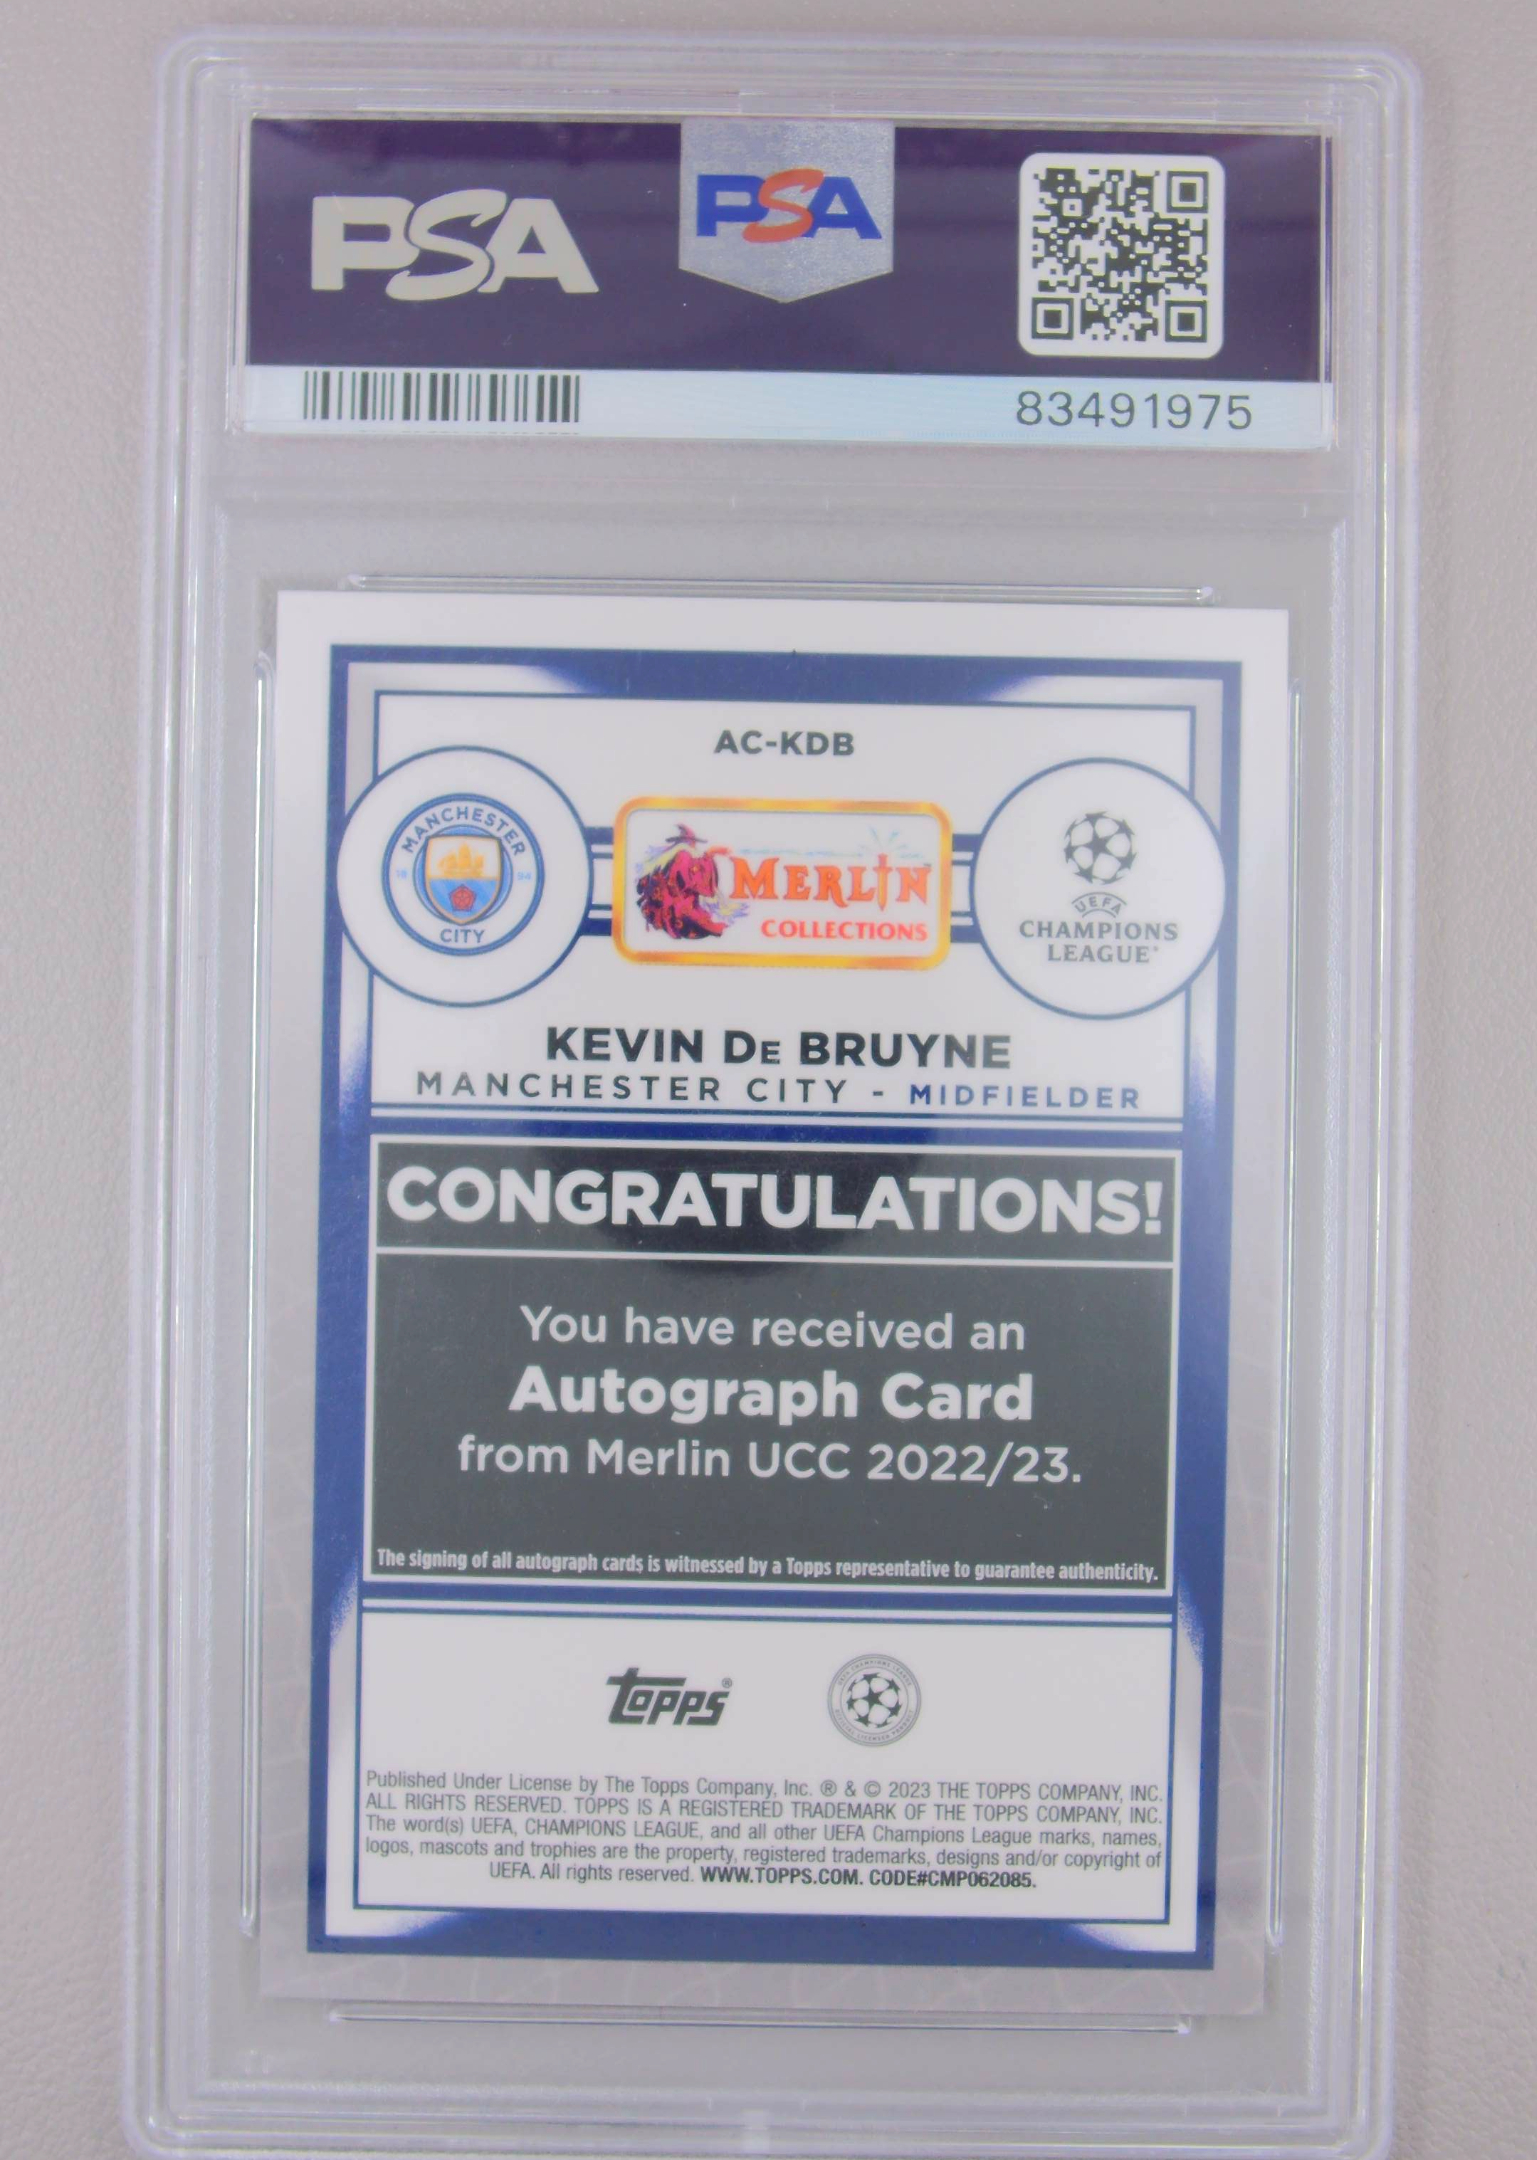 PSA
PSA
83491975
AC-KDB
MANCHESTER
18 94
CITY
MERLIN
COLLECTIONS
UEFA
CHAMPIONS
LEAGUE
KEVIN DE BRUYNE
MANCHESTER CITY - MIDFIELDER
CONGRATULATIONS!
You have received an
Autograph Card
from Merlin UCC 2022/23.
The signing of all autograph cards is witnessed by a Topps representative to guarantee authenticity.
Topps®
Published Under License by The Topps Company, Inc. ® & © 2023 THE TOPPS COMPANY, INC.
ALL RIGHTS RESERVED. TOPPS IS A REGISTERED TRADEMARK OF THE TOPPS COMPANY, INC.
The word(s) UEFA, CHAMPIONS LEAGUE, and all other UEFA Champions League marks, names,
logos, mascots and trophies are the property, registered trademarks, designs and/or copyright of
UEFA. All rights reserved. WWW.TOPPS.COM. CODE#CMP062085.